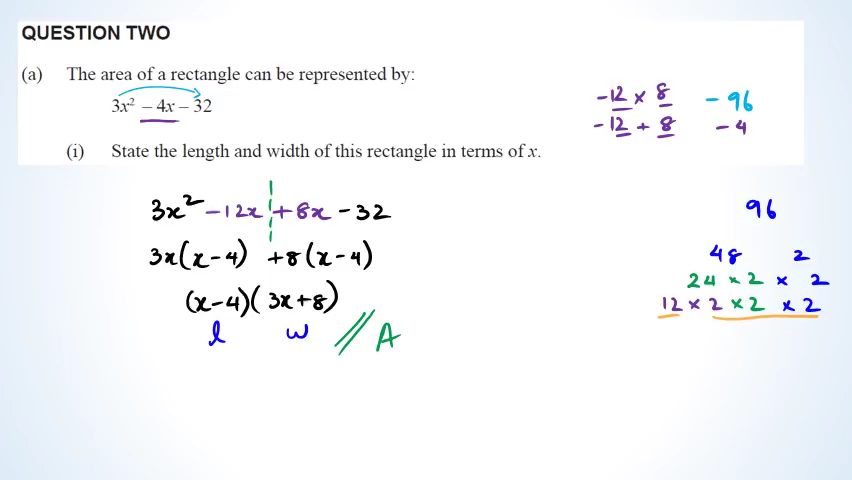 QUESTION TWO
(a) The area of a rectangle can be represented by:
3x² – 4x – 32
-12 × 8 -96
-12 + 8 -4
(i) State the length and width of this rectangle in terms of x.
3x² -12x +8x -32
3x(x-4) +8(x-4)
(x-4)(3x+8)
l w // A
96
48 2
24 × 2 × 2
12 × 2 × 2 × 2